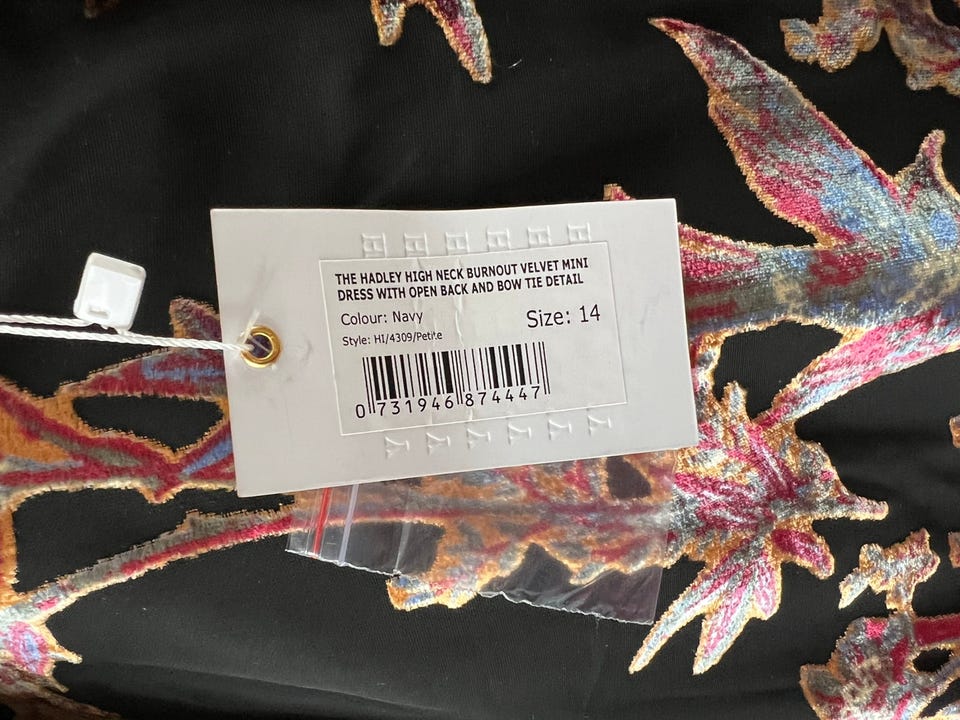 THE HADLEY HIGH NECK BURNOUT VELVET MINI
DRESS WITH OPEN BACK AND BOW TIE DETAIL
Colour: Navy
Size: 14
Style: HI/4309/Petite
0 731946 874447